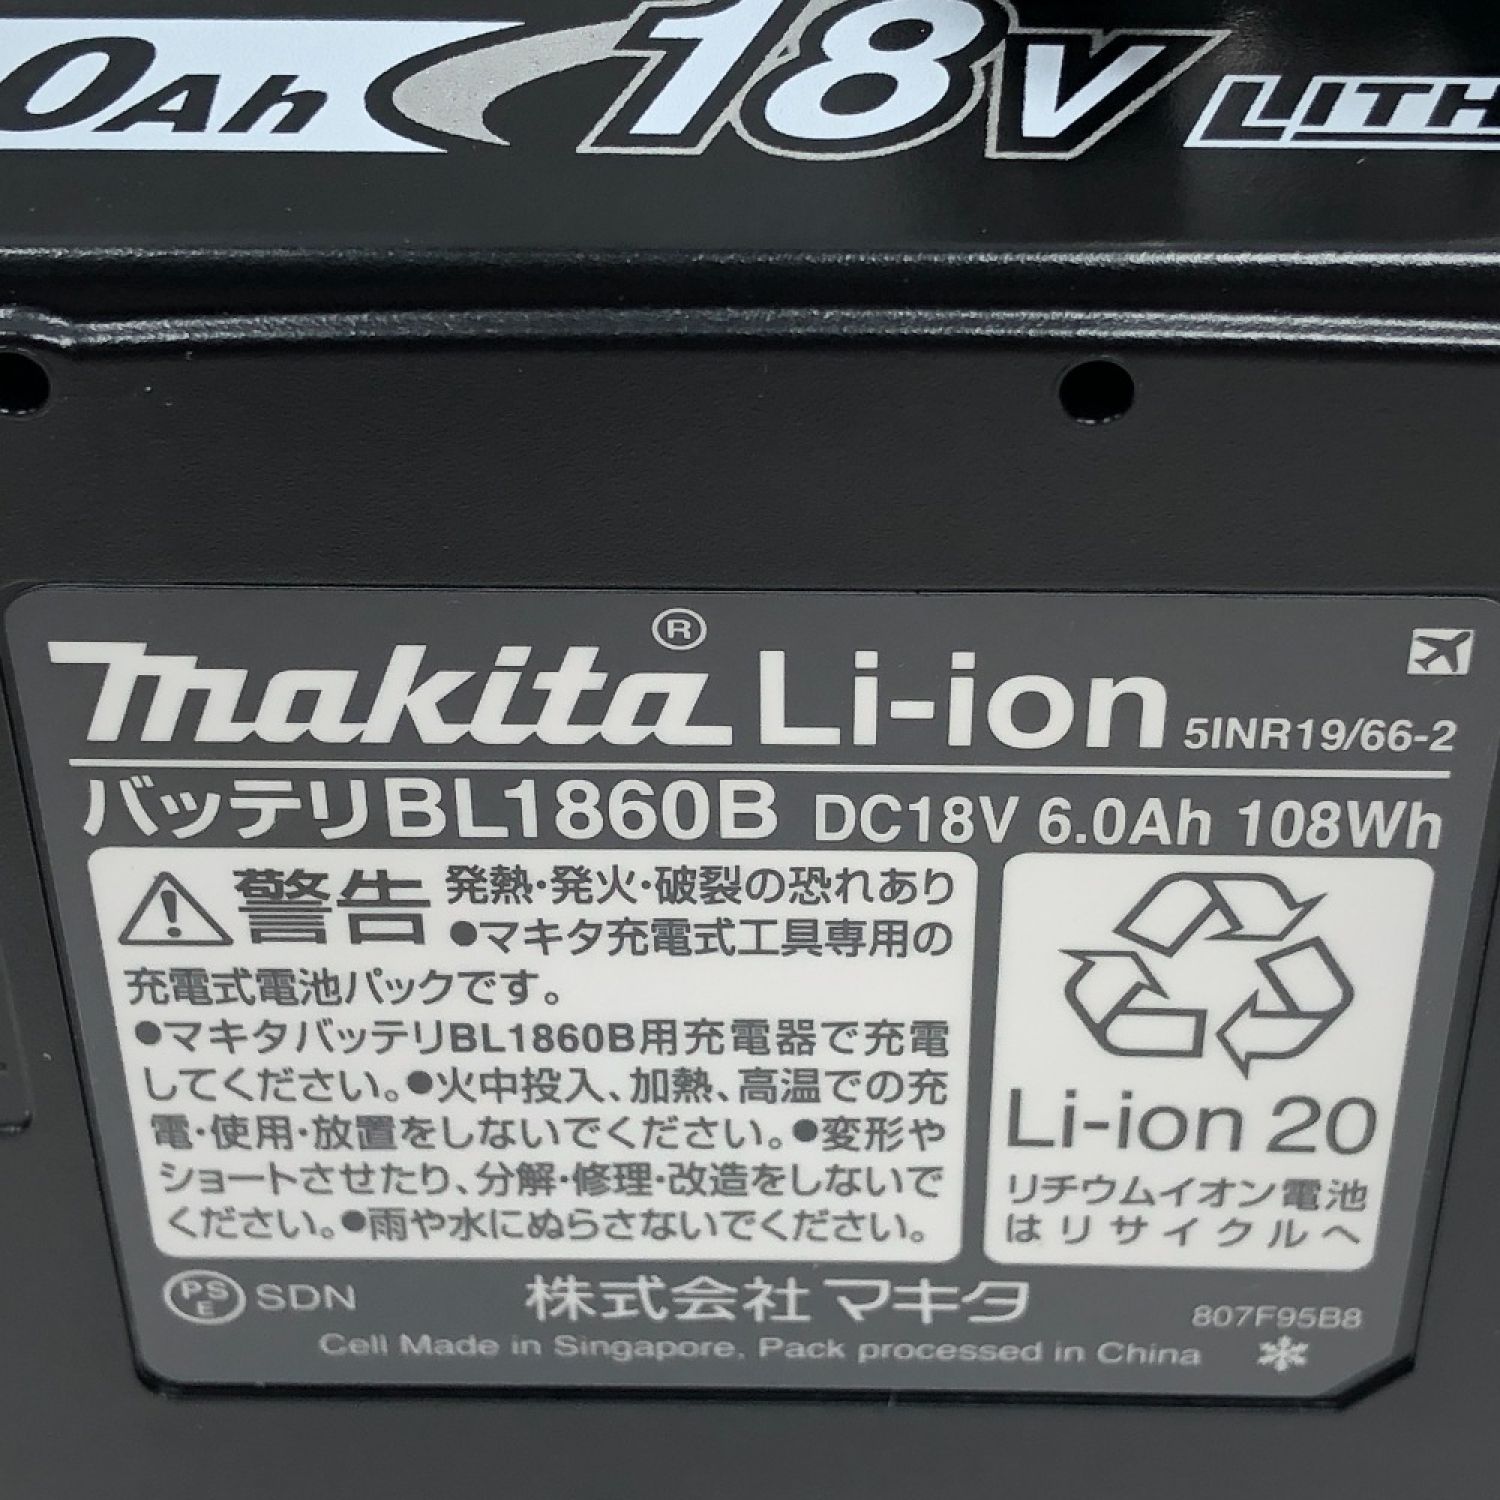 0Ah 18V LITH
makita® Li-ion 5INR19/66-2
バッテリBL1860B DC18V 6.0Ah 108Wh
警告 発熱・発火・破裂の恐れあり
●マキタ充電式工具専用の
充電式電池パックです。
●マキタバッテリBL1860B用充電器で充電
してください。●火中投入、加熱、高温での充
電・使用・放置をしないでください。●変形や
ショートさせたり、分解・修理・改造をしないで
ください。●雨や水にぬらさないでください。
Li-ion 20
リチウムイオン電池
はリサイクルへ
PSE SDN 株式会社マキタ 807F95B8
Cell Made in Singapore, Pack processed in China